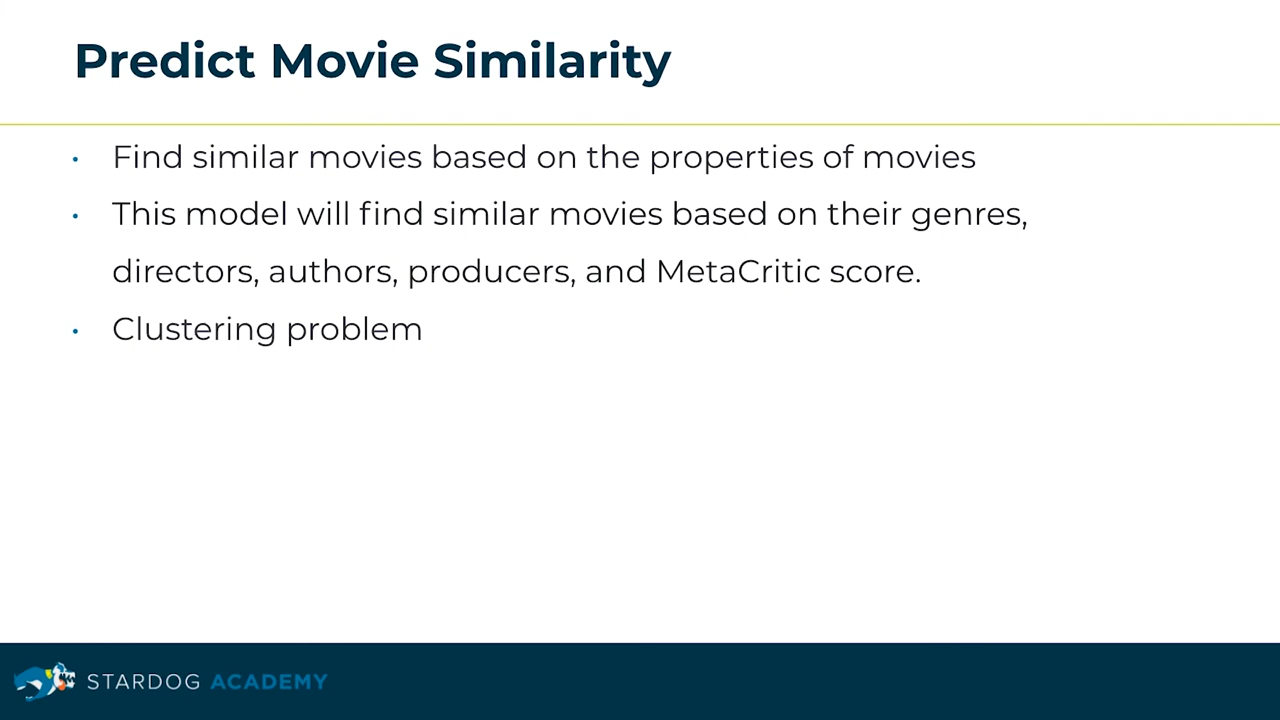 Predict Movie Similarity
• Find similar movies based on the properties of movies
• This model will find similar movies based on their genres,
directors, authors, producers, and MetaCritic score.
• Clustering problem
STARDOG ACADEMY